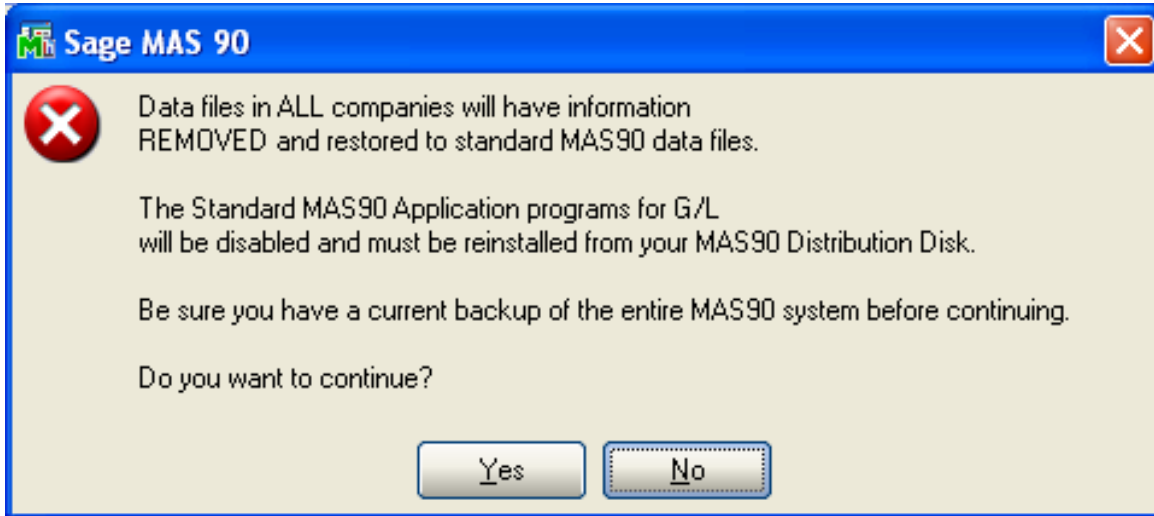 Sage MAS 90
Data files in ALL companies will have information
REMOVED and restored to standard MAS90 data files.
The Standard MAS90 Application programs for G/L
will be disabled and must be reinstalled from your MAS90 Distribution Disk.
Be sure you have a current backup of the entire MAS90 system before continuing.
Do you want to continue?
Yes
No